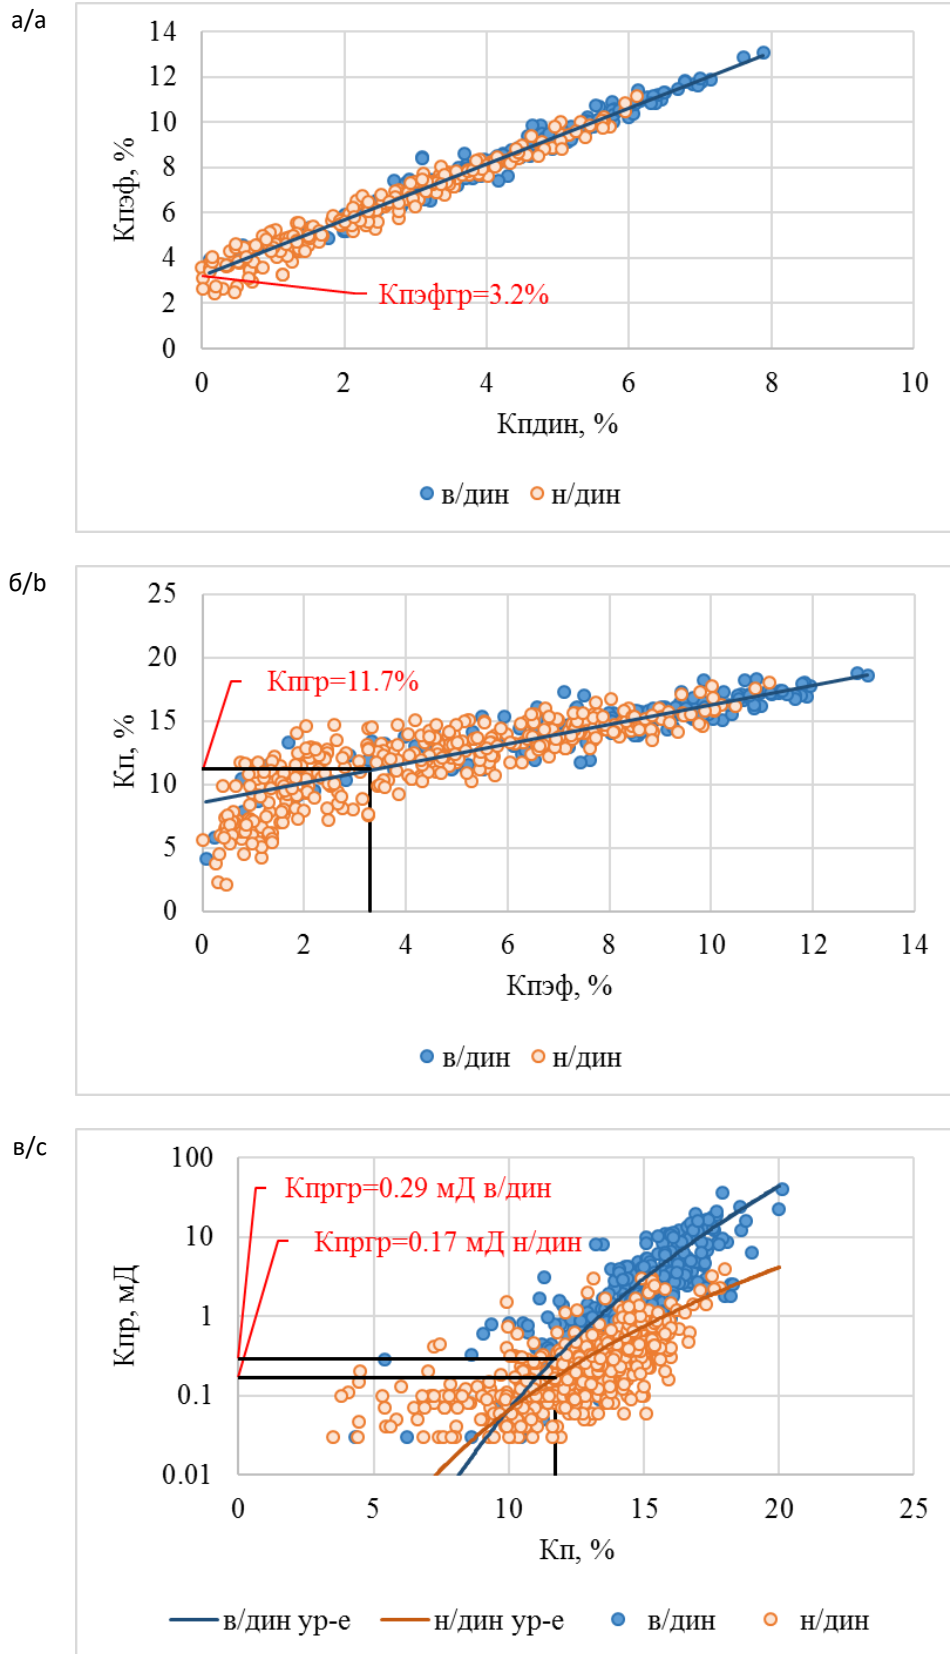 а/a
14
12
10
8
6
4
2
0
Кпэф, %
Кпэфгр=3.2%
0 2 4 6 8 10
Кпдин, %
в/дин н/дин
б/b
25
20
15
10
5
0
Кп, %
Кпгр=11.7%
0 2 4 6 8 10 12 14
Кпэф, %
в/дин н/дин
в/c
100
10
1
0.1
0.01
Кпр, мД
Кпргр=0.29 мД в/дин
Кпргр=0.17 мД н/дин
0 5 10 15 20 25
Кп, %
в/дин ур-е н/дин ур-е в/дин н/дин